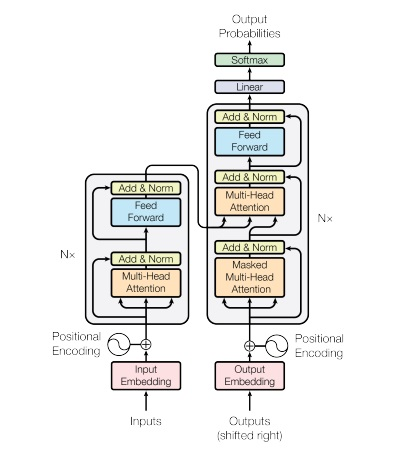 Output
Probabilities
Softmax
Linear
Add & Norm
Feed
Forward
Add & Norm
Multi-Head
Attention
Add & Norm
Masked
Multi-Head
Attention
N×
Add & Norm
Feed
Forward
Add & Norm
Multi-Head
Attention
N×
Positional
Encoding
Input
Embedding
Inputs
Positional
Encoding
Output
Embedding
Outputs
(shifted right)